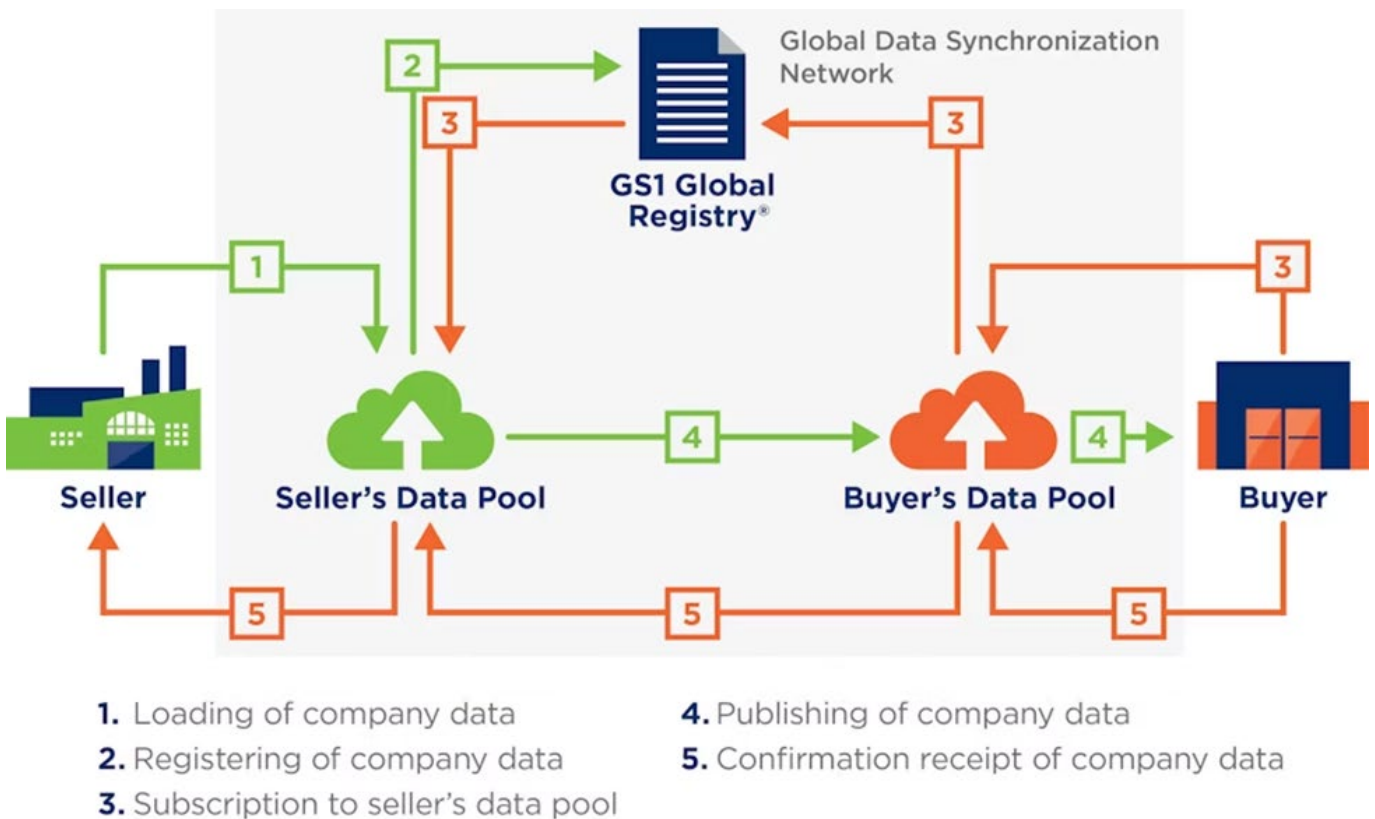 Global Data Synchronization
Network
2
3
3
GS1 Global
Registry®
1
3
4
4
Seller
Seller's Data Pool
Buyer's Data Pool
Buyer
5
5
5
1. Loading of company data
2. Registering of company data
3. Subscription to seller's data pool
4. Publishing of company data
5. Confirmation receipt of company data